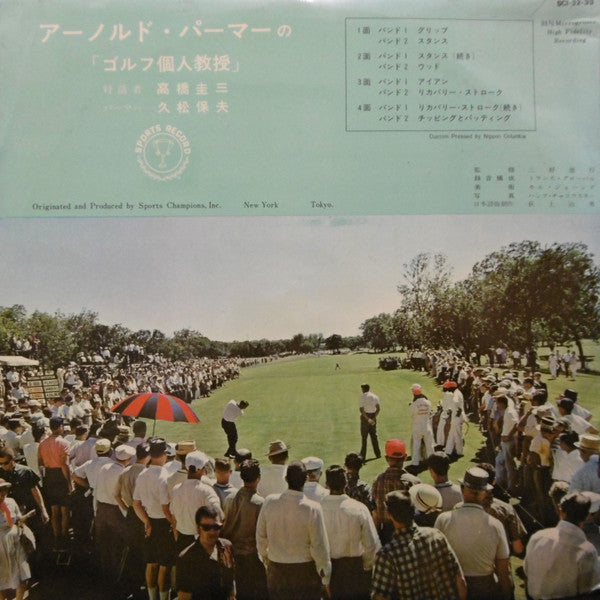 アーノルド・パーマーの
「ゴルフ個人教授」
対話者 高橋圭三
パーマー 久松保夫
SPORTS RECORD
1面 バンド1 グリップ
バンド2 スタンス
2面 バンド1 スタンス(続き)
バンド2 ウッド
3面 バンド1 アイアン
バンド2 リカバリー・ストローク
4面 バンド1 リカバリー・ストローク(続き)
バンド2 チッピングとパッティング
Custom Pressed by Nippon Columbia
High Fidelity
Recording
Originated and Produced by Sports Champions, Inc. New York Tokyo.